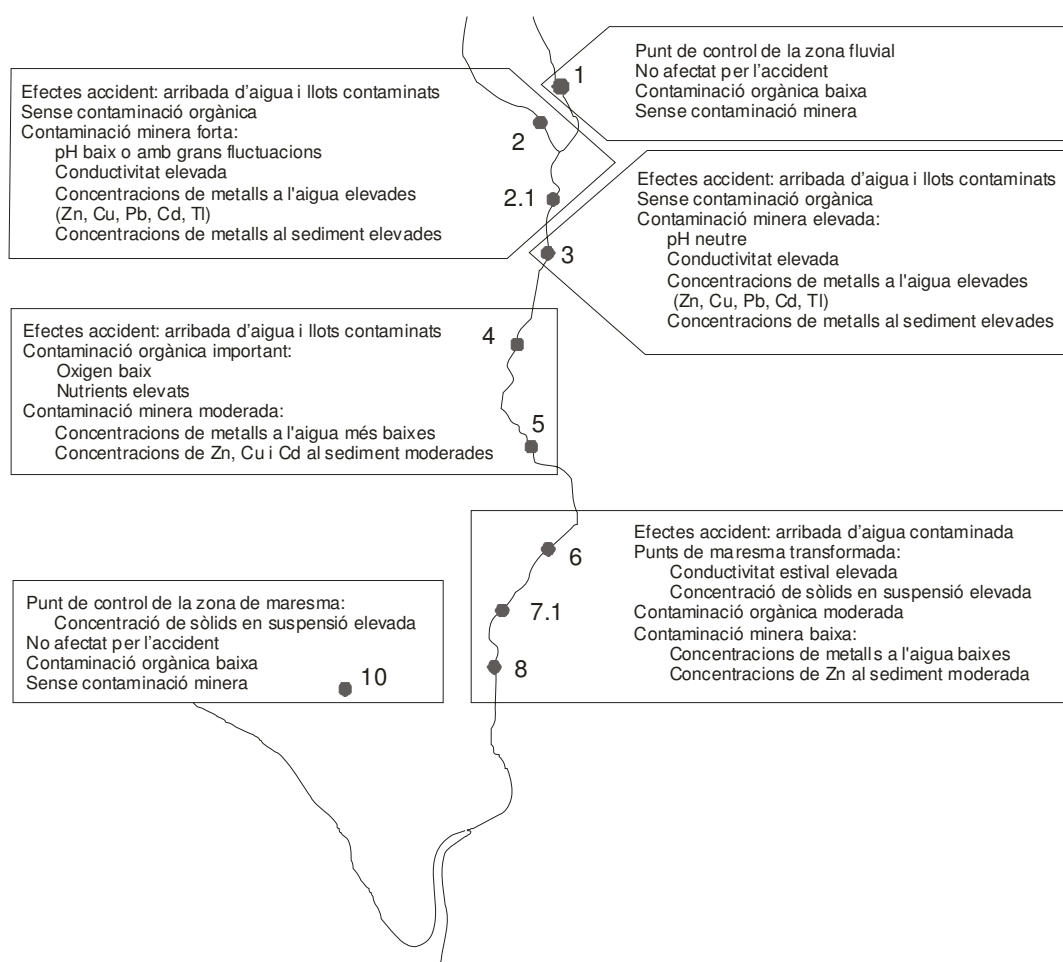 Punt de control de la zona fluvial
No afectat per l'accident
Contaminació orgànica baixa
Sense contaminació minera
1
Efectes accident: arribada d'aigua i llots contaminats
Sense contaminació orgànica
Contaminació minera forta:
pH baix o amb grans fluctuacions
Conductivitat elevada
Concentracions de metalls a l'aigua elevades
(Zn, Cu, Pb, Cd, Tl)
Concentracions de metalls al sediment elevades
2
2.1
Efectes accident: arribada d'aigua i llots contaminats
Sense contaminació orgànica
Contaminació minera elevada:
pH neutre
Conductivitat elevada
Concentracions de metalls a l'aigua elevades
(Zn, Cu, Pb, Cd, Tl)
Concentracions de metalls al sediment elevades
3
Efectes accident: arribada d'aigua i llots contaminats
Contaminació orgànica important:
Oxigen baix
Nutrients elevats
Contaminació minera moderada:
Concentracions de metalls a l'aigua més baixes
Concentracions de Zn, Cu i Cd al sediment moderades
4
5
Efectes accident: arribada d'aigua contaminada
Punts de maresma transformada:
Conductivitat estival elevada
Concentració de sòlids en suspensió elevada
Contaminació orgànica moderada
Contaminació minera baixa:
Concentracions de metalls a l'aigua baixes
Concentracions de Zn al sediment moderada
6
7.1
8
Punt de control de la zona de maresma:
Concentració de sòlids en suspensió elevada
No afectat per l'accident
Contaminació orgànica baixa
Sense contaminació minera
10